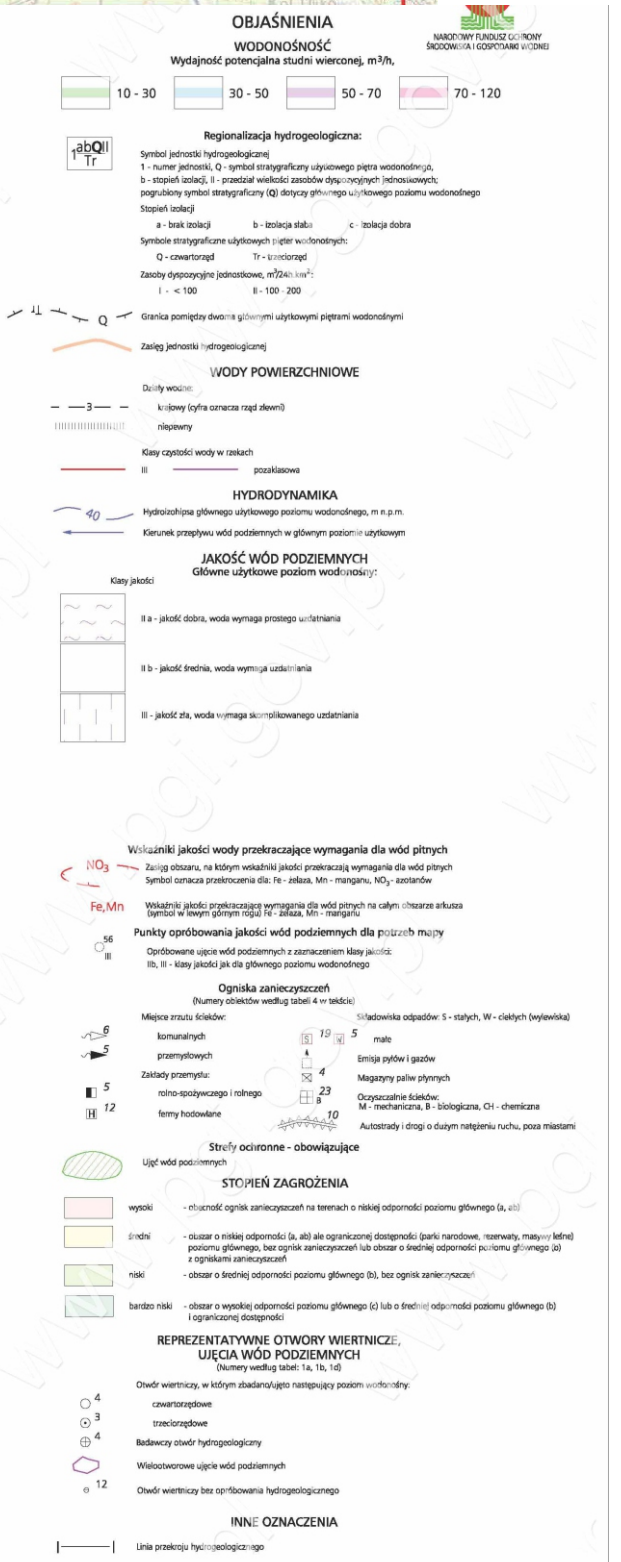 OBJAŚNIENIA
NARODOWY FUNDUSZ OCHRONY
ŚRODOWISKA I GOSPODARKI WODNEJ
WODONOŚNOŚĆ
Wydajność potencjalna studni wierconej, m³/h,
10 - 30
30 - 50
50 - 70
70 - 120
Regionalizacja hydrogeologiczna:
1 abQII
Tr
Symbol jednostki hydrogeologicznej
1 - numer jednostki, Q - symbol stratygraficzny użytkowego piętra wodonośnego,
b - stopień izolacji, II - przedział wielkości zasobów dyspozycyjnych jednostkowych;
pogrubiony symbol stratygraficzny (Q) dotyczy głównego użytkowego poziomu wodonośnego
Stopień izolacji
a - brak izolacji b - izolacja słaba c - izolacja dobra
Symbole stratygraficzne użytkowych pięter wodonośnych:
Q - czwartorzęd Tr - trzeciorzęd
Zasoby dyspozycyjne jednostkowe, m³/24h.km²:
I - < 100 II - 100 - 200
Q Granica pomiędzy dwoma głównymi użytkowymi piętrami wodonośnymi
Zasięg jednostki hydrogeologicznej
WODY POWIERZCHNIOWE
Działy wodne:
3 krajowy (cyfra oznacza rząd zlewni)
niepewny
Klasy czystości wody w rzekach
III pozaklasowa
HYDRODYNAMIKA
40 Hydroizohipsa głównego użytkowego poziomu wodonośnego, m n.p.m.
Kierunek przepływu wód podziemnych w głównym poziomie użytkowym
JAKOŚĆ WÓD PODZIEMNYCH
Główne użytkowe poziom wodonośny:
Klasy jakości
II a - jakość dobra, woda wymaga prostego uzdatniania
II b - jakość średnia, woda wymaga uzdatniania
III - jakość zła, woda wymaga skomplikowanego uzdatniania
Wskaźniki jakości wody przekraczające wymagania dla wód pitnych
NO₃ Zasięg obszaru, na którym wskaźniki jakości przekraczają wymagania dla wód pitnych
Symbol oznacza przekroczenia dla: Fe - żelaza, Mn - manganu, NO₃ - azotanów
Fe,Mn Wskaźniki jakości przekraczające wymagania dla wód pitnych na całym obszarze arkusza
(symbol w lewym górnym rogu) Fe - żelaza, Mn - manganu
Punkty opróbowania jakości wód podziemnych dla potrzeb mapy
56
III
Opróbowane ujęcie wód podziemnych z zaznaczeniem klasy jakości:
IIb, III - klasy jakości jak dla głównego poziomu wodonośnego
Ogniska zanieczyszczeń
(Numery obiektów według tabeli 4 w tekście)
Miejsce zrzutu ścieków:
6 komunalnych
5 przemysłowych
Zakłady przemysłu:
5 rolno-spożywczego i rolnego
H 12 fermy hodowlane
Składowiska odpadów: S - stałych, W - ciekłych (wylewiska)
S 19 W 5 małe
Emisja pyłów i gazów
4 Magazyny paliw płynnych
23 B Oczyszczalnie ścieków:
M - mechaniczna, B - biologiczna, CH - chemiczna
10 Autostrady i drogi o dużym natężeniu ruchu, poza miastami
Strefy ochronne - obowiązujące
Ujęć wód podziemnych
STOPIEŃ ZAGROŻENIA
wysoki - obecność ognisk zanieczyszczeń na terenach o niskiej odporności poziomu głównego (a, ab)
średni - obszar o niskiej odporności (a, ab) ale ograniczonej dostępności (parki narodowe, rezerwaty, masywy leśne)
poziomu głównego, bez ognisk zanieczyszczeń lub obszar o średniej odporności poziomu głównego (b)
z ogniskami zanieczyszczeń
niski - obszar o średniej odporności poziomu głównego (b), bez ognisk zanieczyszczeń
bardzo niski - obszar o wysokiej odporności poziomu głównego (c) lub o średniej odporności poziomu głównego (b)
i ograniczonej dostępności
REPREZENTATYWNE OTWORY WIERTNICZE,
UJĘCIA WÓD PODZIEMNYCH
(Numery według tabel: 1a, 1b, 1d)
Otwór wiertniczy, w którym zbadano/ujęto następujący poziom wodonośny:
4 czwartorzędowe
3 trzeciorzędowe
4 Badawczy otwór hydrogeologiczny
Wielootworowe ujęcie wód podziemnych
12 Otwór wiertniczy bez opróbowania hydrogeologicznego
INNE OZNACZENIA
Linia przekroju hydrogeologicznego